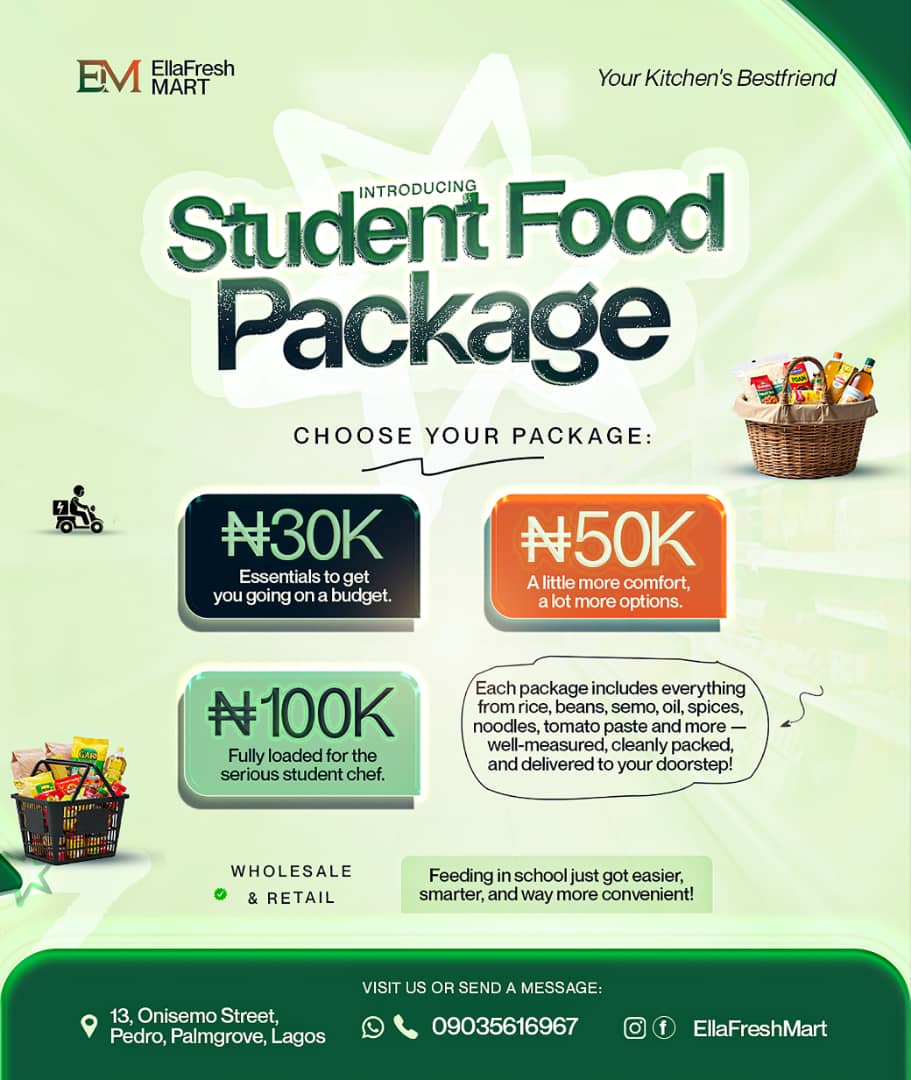 EM EllaFresh
MART
Your Kitchen's Bestfriend
INTRODUCING
Student Food
Package
CHOOSE YOUR PACKAGE:
₦30K
Essentials to get
you going on a budget.
₦50K
A little more comfort,
a lot more options.
₦100K
Fully loaded for the
serious student chef.
Each package includes everything
from rice, beans, semo, oil, spices,
noodles, tomato paste and more —
well-measured, cleanly packed,
and delivered to your doorstep!
WHOLESALE
& RETAIL
Feeding in school just got easier,
smarter, and way more convenient!
VISIT US OR SEND A MESSAGE:
13, Onisemo Street,
Pedro, Palmgrove, Lagos
09035616967
EllaFreshMart